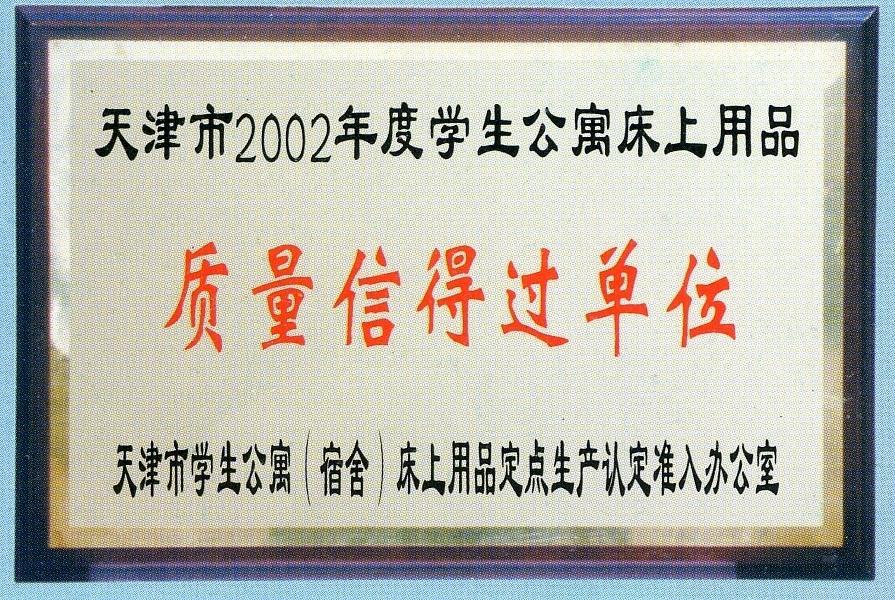 天津市2002年度学生公寓床上用品
质量信得过单位
天津市学生公寓(宿舍)床上用品定点生产认定准入办公室